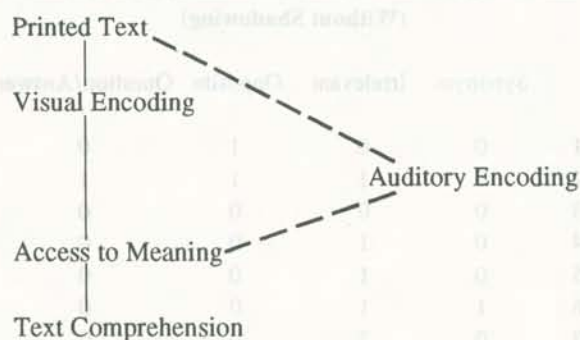 Printed Text
Visual Encoding
Auditory Encoding
Access to Meaning
Text Comprehension